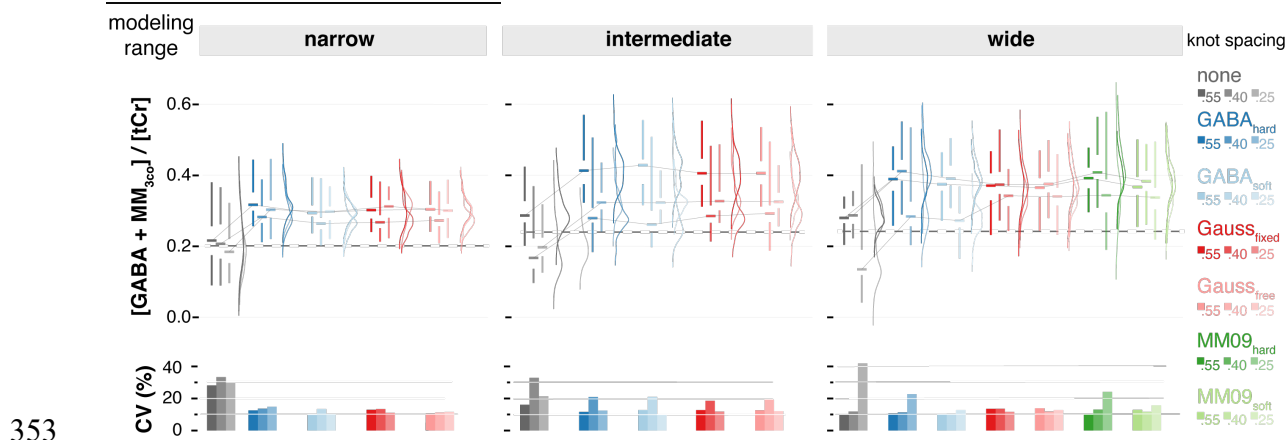 modeling range
narrow
intermediate
wide
knot spacing
[GABA + MM3co] / [tCr]
0.6
0.4
0.2
0.0
CV (%)
40
20
0
none
.55 .40 .25
GABAhard
.55 .40 .25
GABAsoft
.55 .40 .25
Gaussfixed
.55 .40 .25
Gaussfree
.55 .40 .25
MM09hard
.55 .40 .25
MM09soft
.55 .40 .25
353